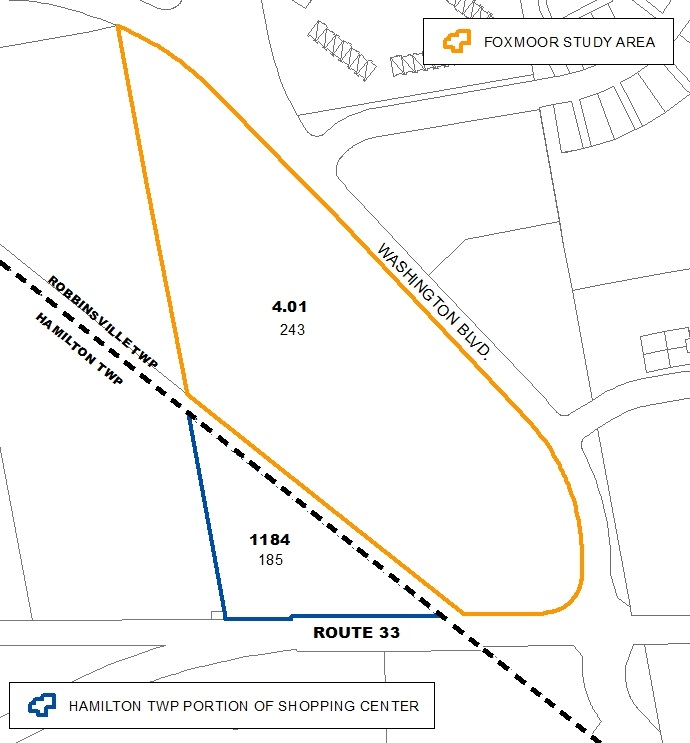 FOXMOOR STUDY AREA
WASHINGTON BLVD.
ROBBINSVILLE TWP
HAMILTON TWP
4.01
243
1184
185
ROUTE 33
HAMILTON TWP PORTION OF SHOPPING CENTER